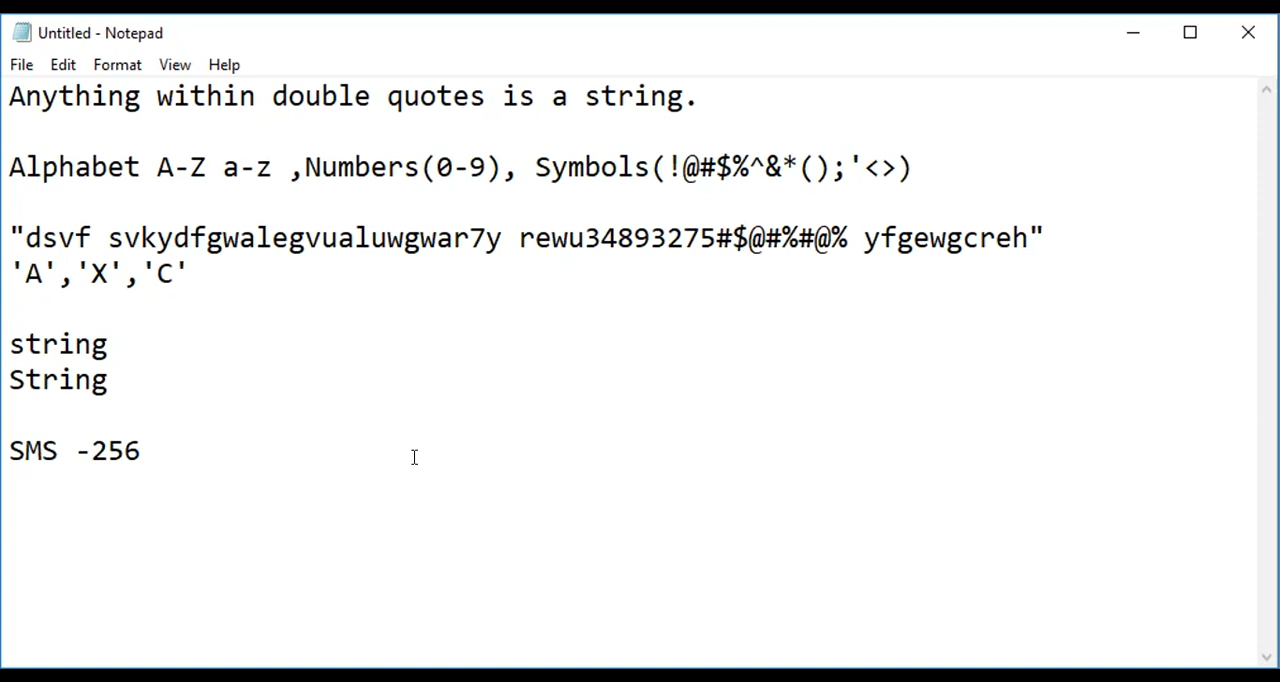 Untitled - Notepad
File Edit Format View Help
Anything within double quotes is a string.
Alphabet A-Z a-z ,Numbers(0-9), Symbols(!@#$%^&*();'<>)
"dsvf svkydfgwalegvualuwgwar7y rewu34893275#$@#%#@% yfgewgcreh"
'A','X','C'
string
String
SMS -256